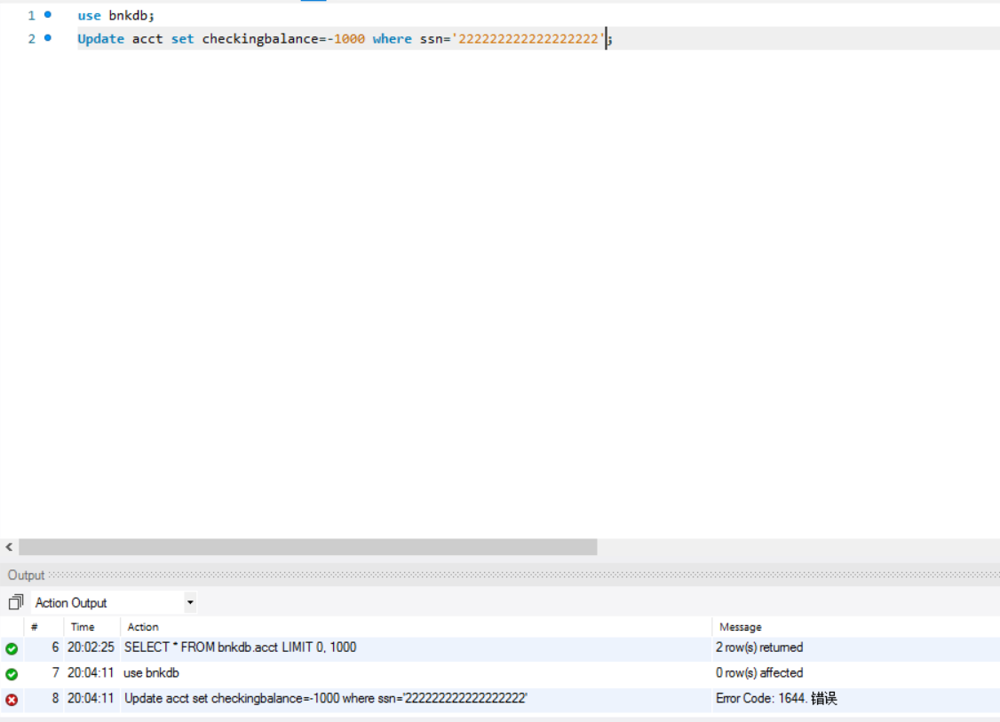 1 use bnkdb;
2 Update acct set checkingbalance=-1000 where ssn='222222222222222222';
Output
Action Output
# Time Action Message
6 20:02:25 SELECT * FROM bnkdb.acct LIMIT 0, 1000 2 row(s) returned
7 20:04:11 use bnkdb 0 row(s) affected
8 20:04:11 Update acct set checkingbalance=-1000 where ssn='222222222222222222' Error Code: 1644. 错误